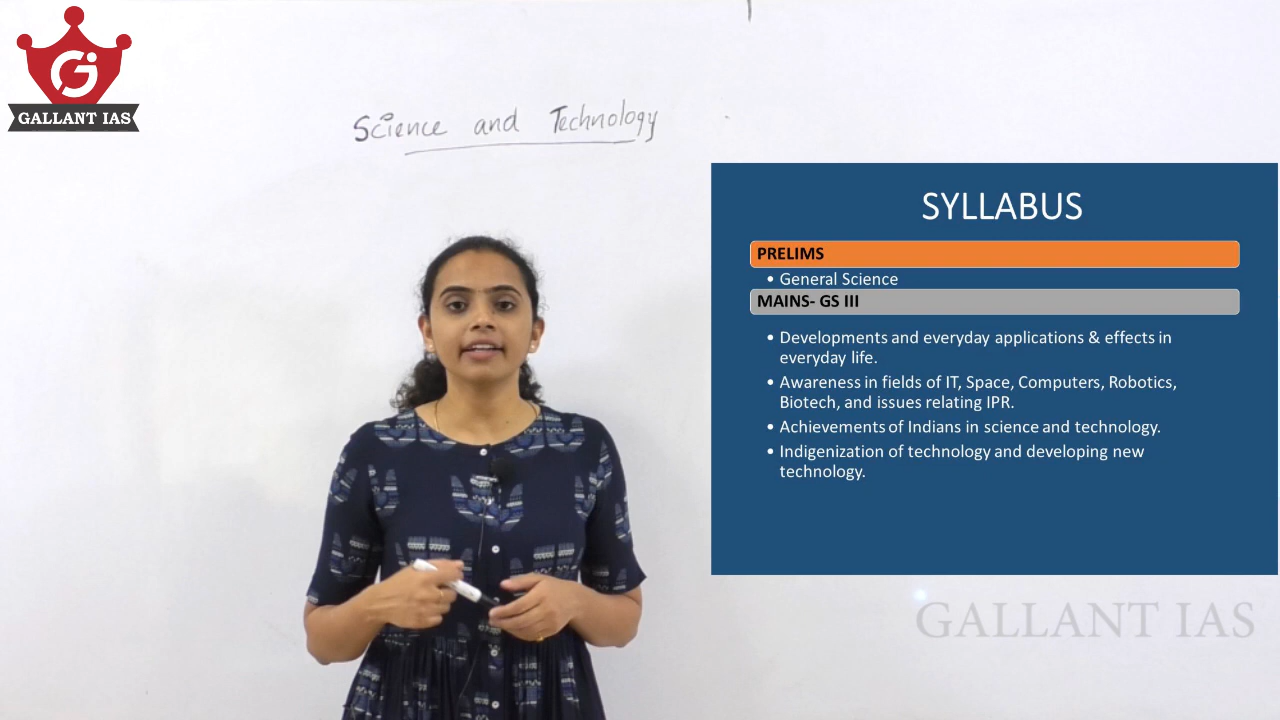 GALLANT IAS
Science and Technology
SYLLABUS
PRELIMS
• General Science
MAINS- GS III
• Developments and everyday applications & effects in
everyday life.
• Awareness in fields of IT, Space, Computers, Robotics,
Biotech, and issues relating IPR.
• Achievements of Indians in science and technology.
• Indigenization of technology and developing new
technology.
GALLANT IAS